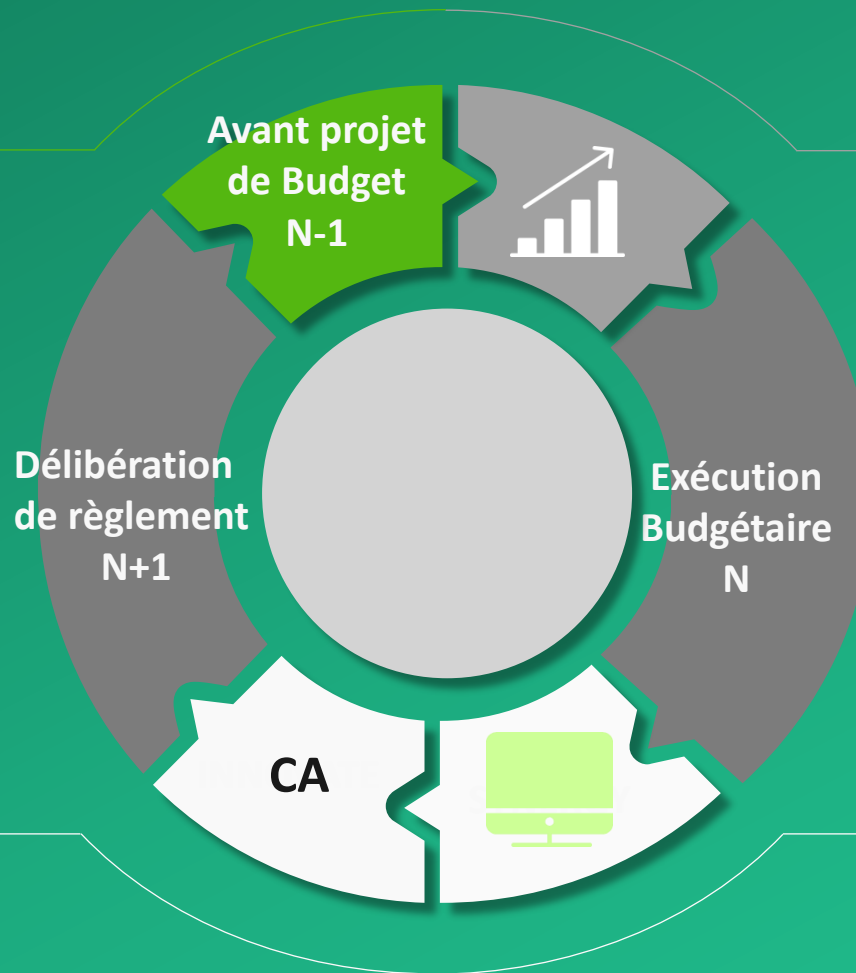 Avant projet
de Budget
N-1
Délibération
de règlement
N+1
Exécution
Budgétaire
N
CA